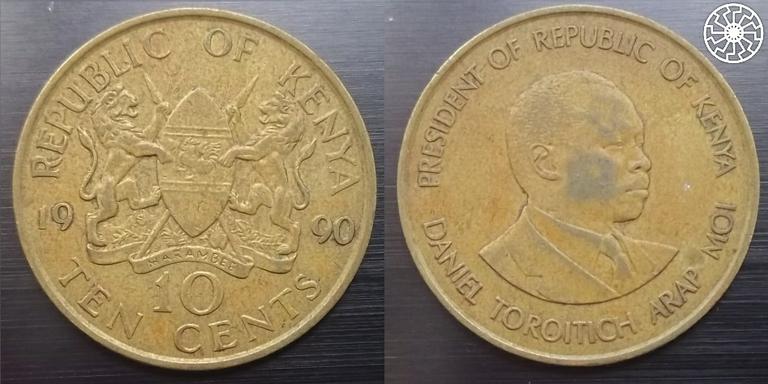 REPUBLIC OF KENYA
19 90
HARAMBEE
10
TEN CENTS
PRESIDENT OF REPUBLIC OF KENYA
DANIEL TOROITICH ARAP MOI